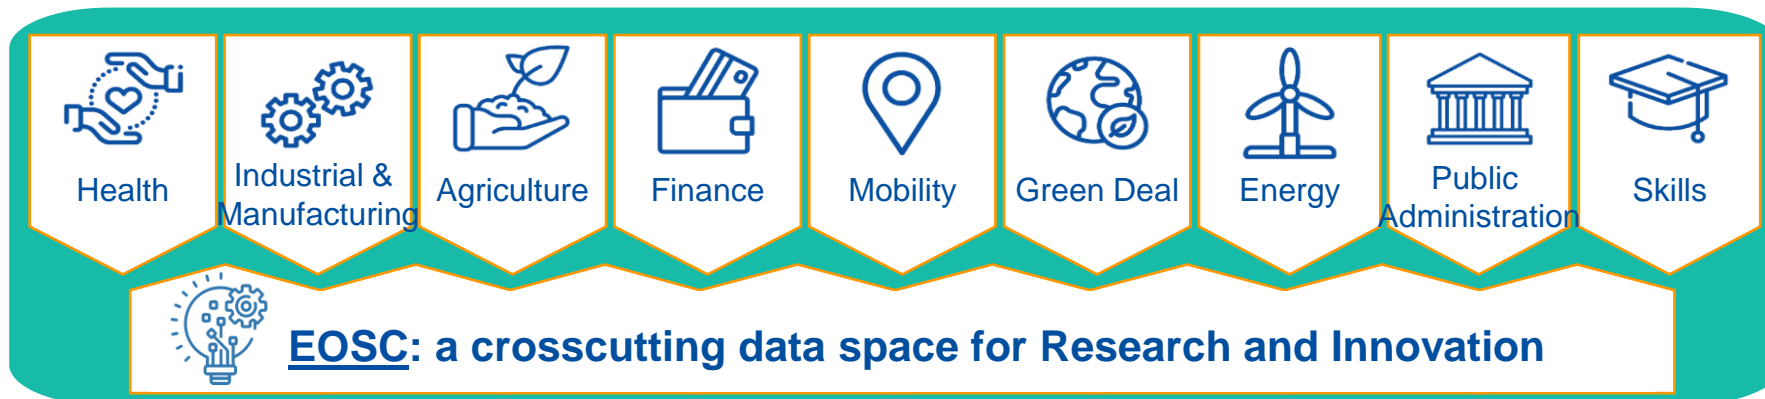 Health
Industrial &
Manufacturing
Agriculture
Finance
Mobility
Green Deal
Energy
Public
Administration
Skills
EOSC: a crosscutting data space for Research and Innovation